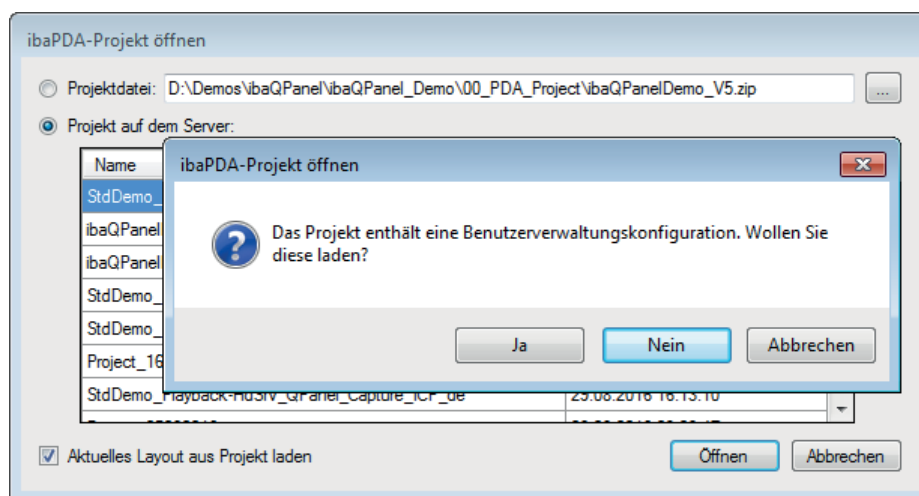 ibaPDA-Projekt öffnen
Projektdatei: D:\Demos\ibaQPanel\ibaQPanel_Demo\00_PDA_Project\ibaQPanelDemo_V5.zip ...
Projekt auf dem Server:
Name
ibaPDA-Projekt öffnen
StdDemo_
ibaQPanel
ibaQPanel
StdDemo_
StdDemo_
Project_16
Das Projekt enthält eine Benutzerverwaltungskonfiguration. Wollen Sie
diese laden?
Ja Nein Abbrechen
StdDemo_Playback-HdSrv_QPanel_Capture_ICP_de 29.08.2016 16:13:10
Aktuelles Layout aus Projekt laden
Öffnen Abbrechen